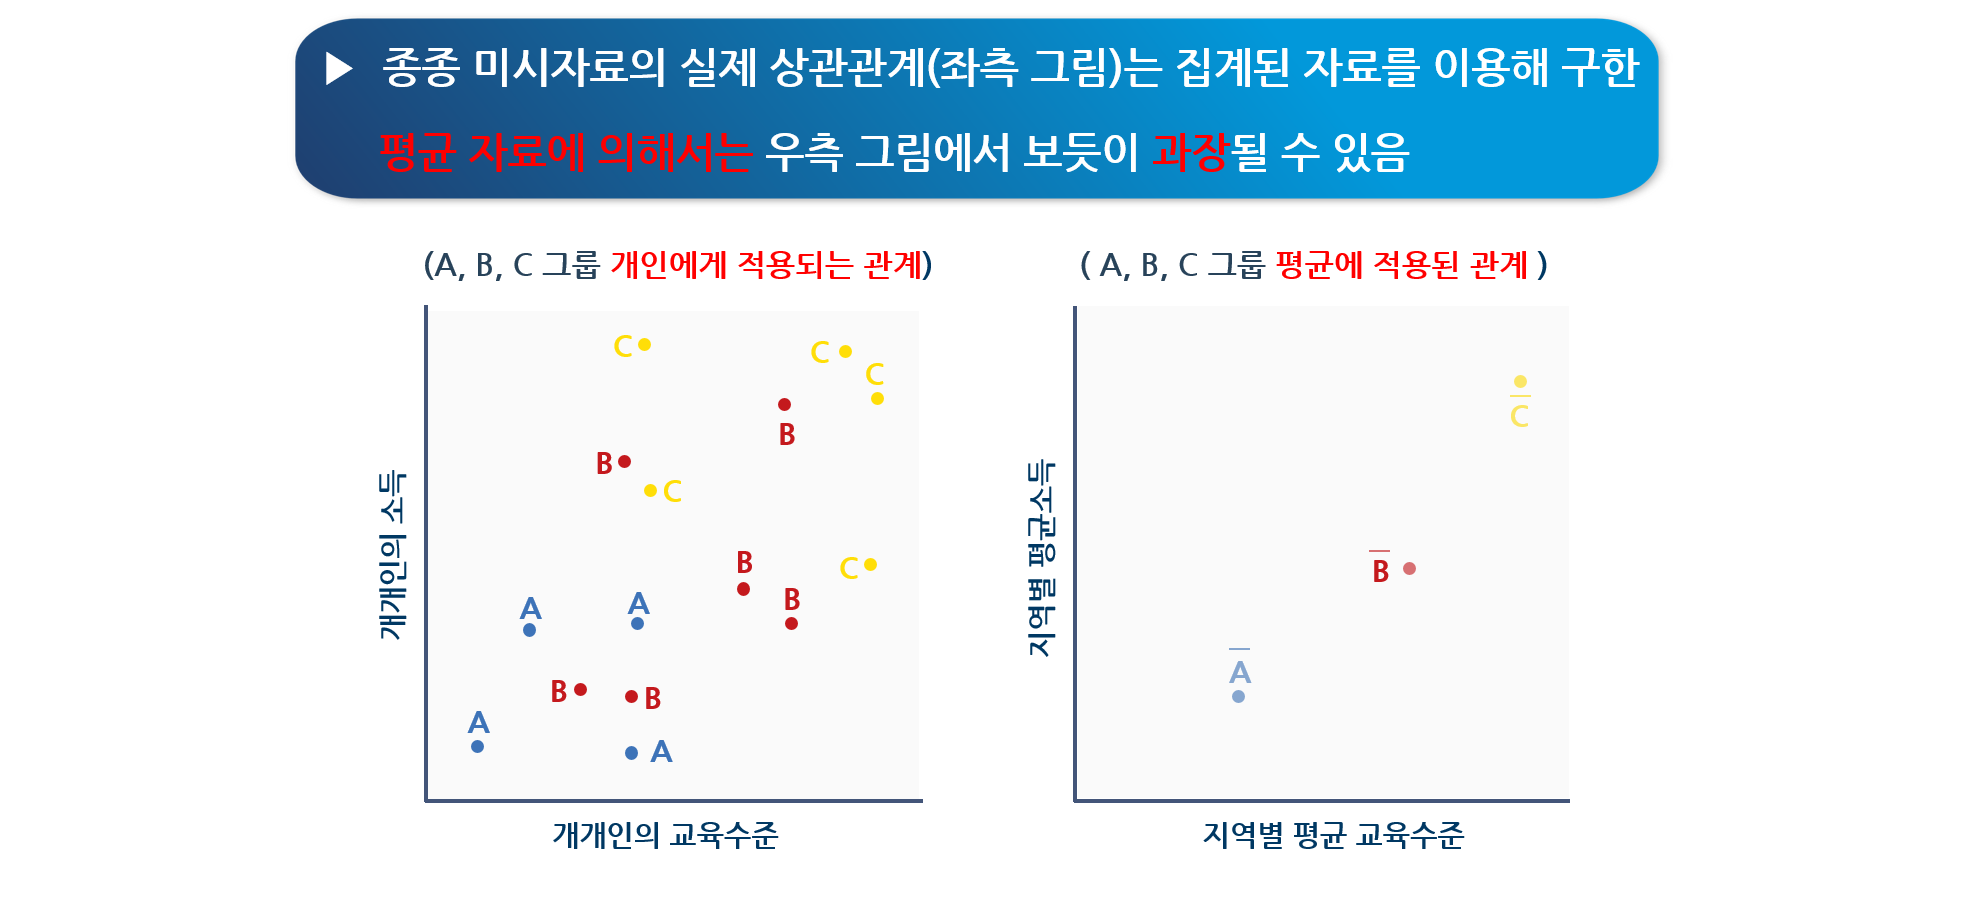 ▶ 종종 미시자료의 실제 상관관계(좌측 그림)는 집계된 자료를 이용해 구한
평균 자료에 의해서는 우측 그림에서 보듯이 과장될 수 있음
(A, B, C 그룹 개인에게 적용되는 관계)
개개인의 소득
C
C
C
B
B
C
B
C
B
A
A
B
B
A
A
개개인의 교육수준
( A, B, C 그룹 평균에 적용된 관계 )
지역별 평균소득
C̅
B̅
A̅
지역별 평균 교육수준